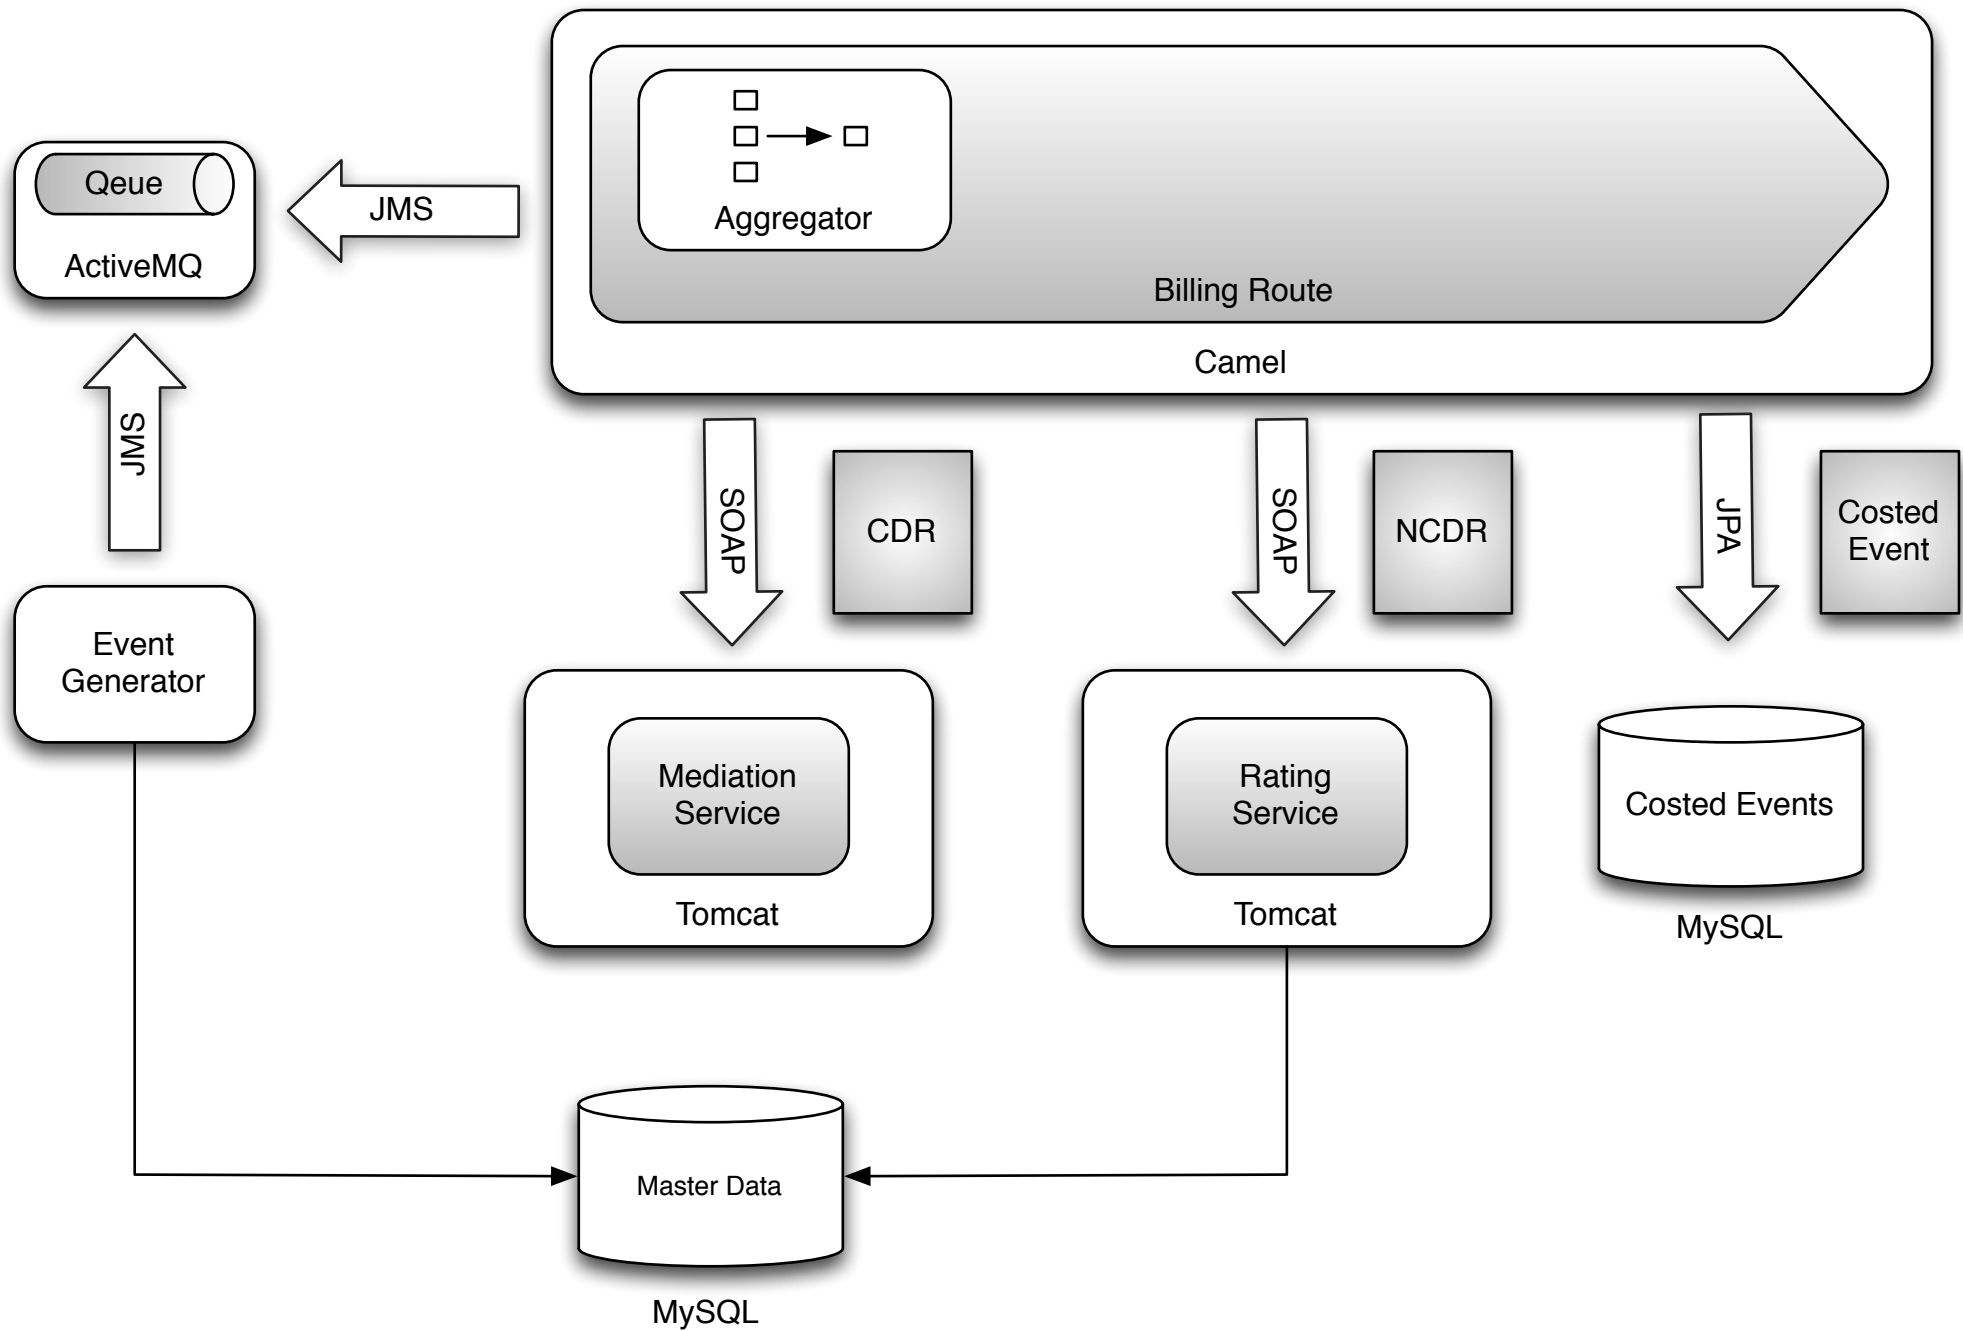 Qeue
ActiveMQ
JMS
Aggregator
Billing Route
Camel
JMS
SOAP
CDR
SOAP
NCDR
JPA
Costed
Event
Event
Generator
Mediation
Service
Tomcat
Rating
Service
Tomcat
Costed Events
MySQL
Master Data
MySQL